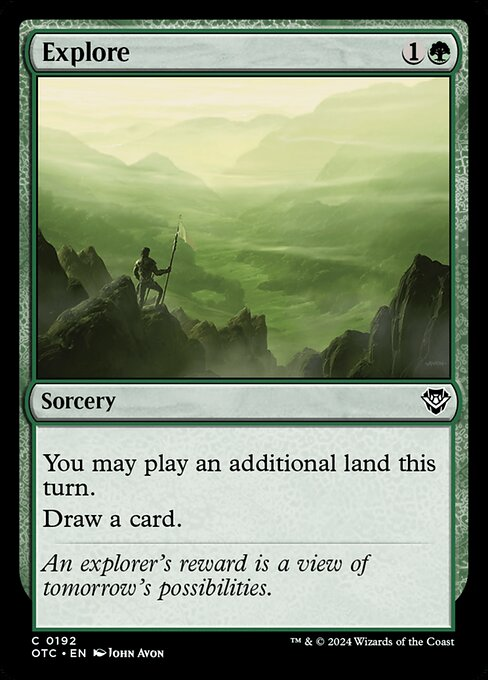 Explore 1
Sorcery
You may play an additional land this
turn.
Draw a card.
An explorer's reward is a view of
tomorrow's possibilities.
C 0192
OTC • EN John Avon
™ & © 2024 Wizards of the Coast